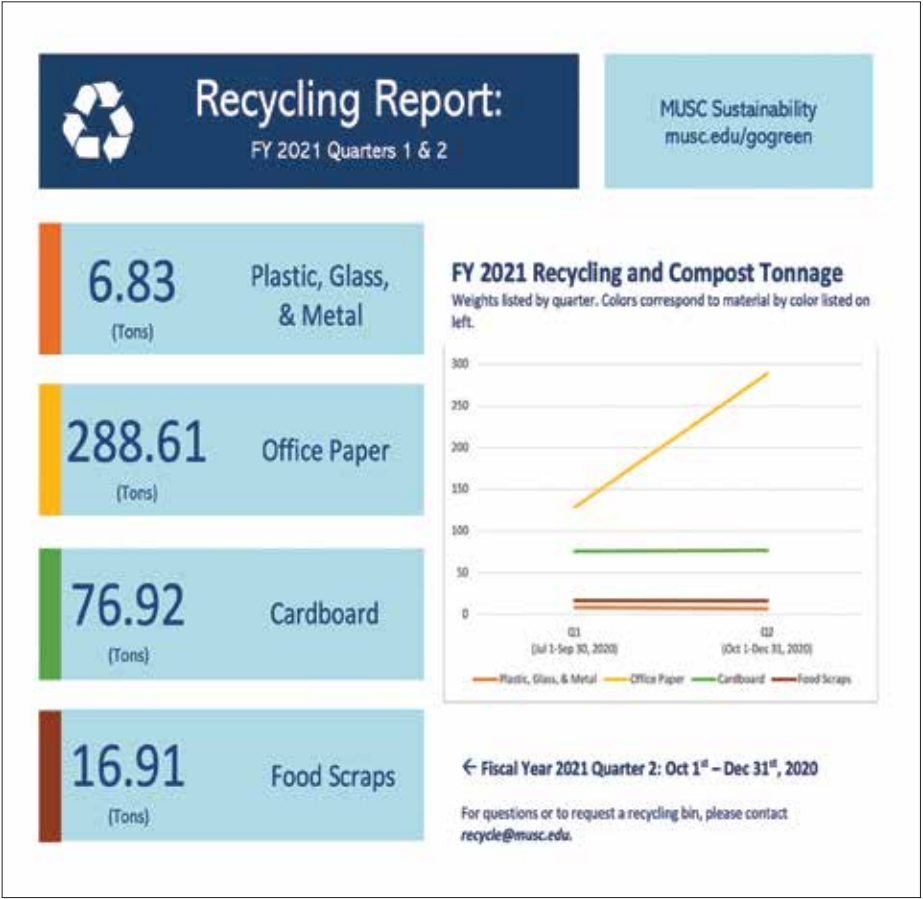 Recycling Report:
FY 2021 Quarters 1 & 2
MUSC Sustainability
musc.edu/gogreen
6.83
(Tons)
Plastic, Glass,
& Metal
288.61
(Tons)
Office Paper
76.92
(Tons)
Cardboard
16.91
(Tons)
Food Scraps
FY 2021 Recycling and Compost Tonnage
Weights listed by quarter. Colors correspond to material by color listed on
left.
300
250
200
150
100
50
0
Q1
(Jul 1-Sep 30, 2020)
Q2
(Oct 1-Dec 31, 2020)
Plastic, Glass, & Metal
Office Paper
Cardboard
Food Scraps
← Fiscal Year 2021 Quarter 2: Oct 1st – Dec 31st, 2020
For questions or to request a recycling bin, please contact
recycle@musc.edu.